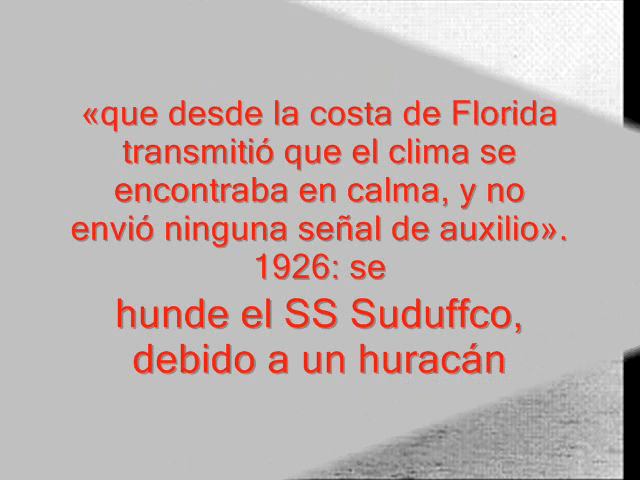 «que desde la costa de Florida
transmitió que el clima se
encontraba en calma, y no
envió ninguna señal de auxilio».
1926: se
hunde el SS Suduffco,
debido a un huracán